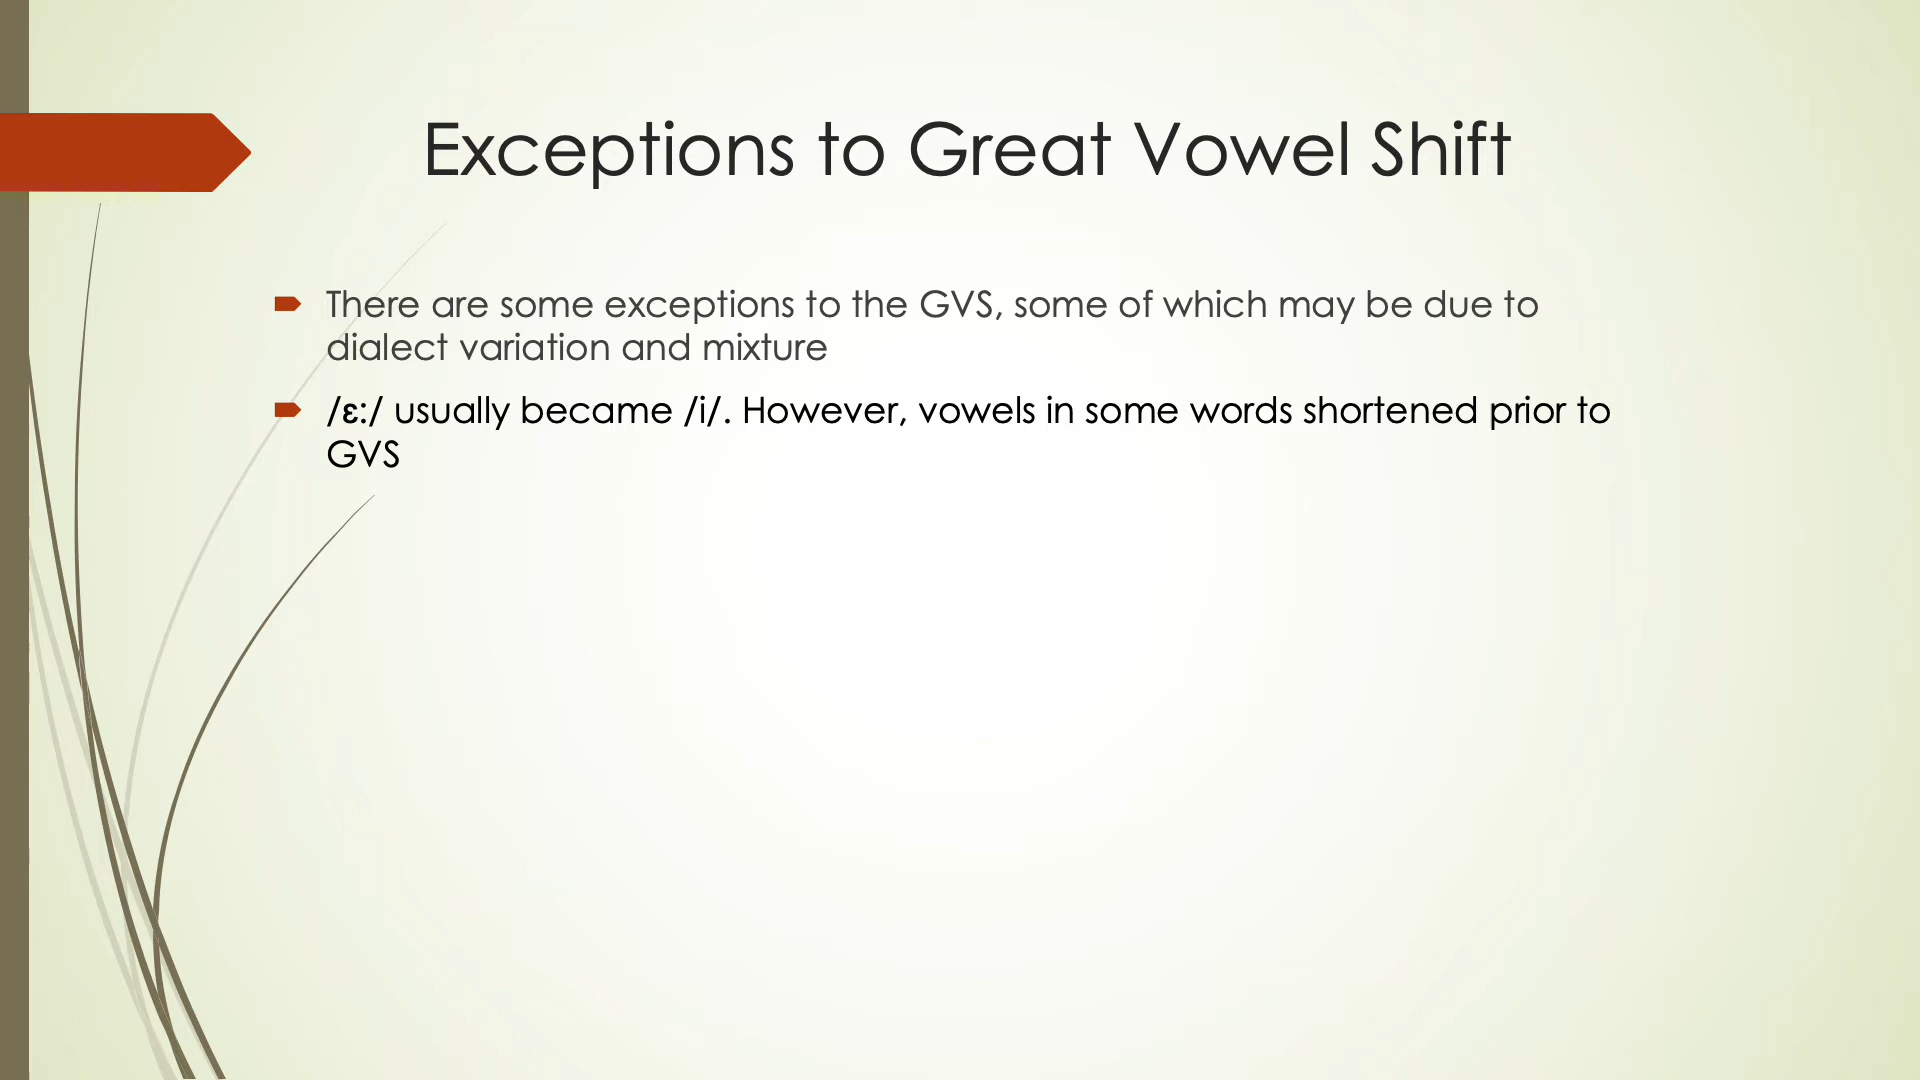 Exceptions to Great Vowel Shift
There are some exceptions to the GVS, some of which may be due to
dialect variation and mixture
/ɛ:/ usually became /i/. However, vowels in some words shortened prior to
GVS